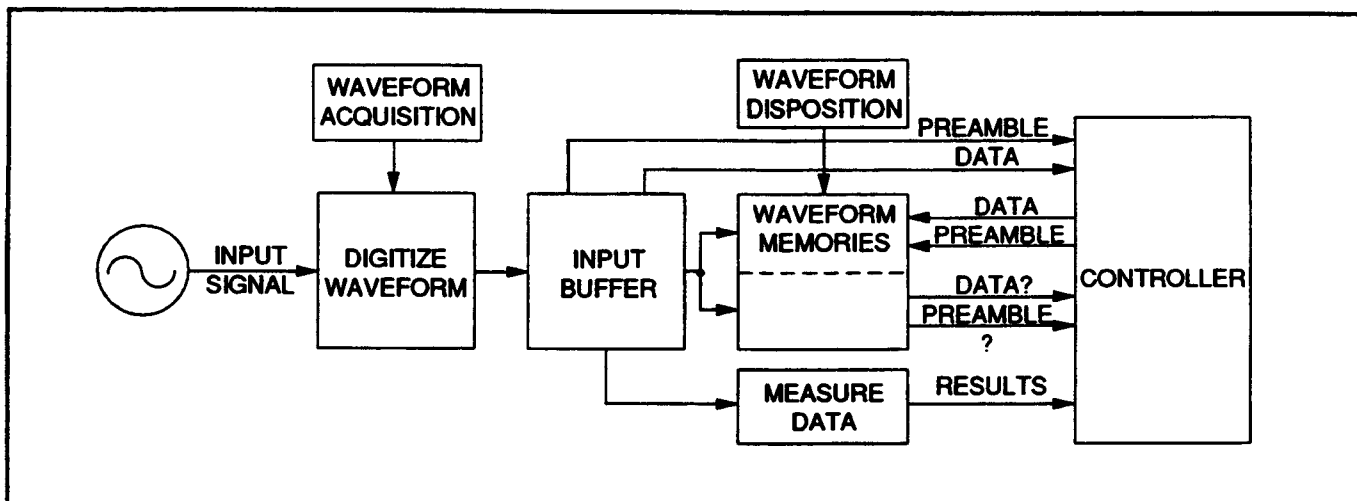 WAVEFORM
ACQUISITION
WAVEFORM
DISPOSITION
PREAMBLE
DATA
INPUT
SIGNAL
DIGITIZE
WAVEFORM
INPUT
BUFFER
WAVEFORM
MEMORIES
DATA
PREAMBLE
DATA?
PREAMBLE
?
CONTROLLER
MEASURE
DATA
RESULTS